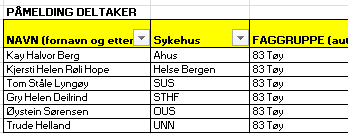 PÅMELDING DELTAKER
NAVN (fornavn og etter Sykehus FAGGRUPPE (aut
Kay Halvor Berg Ahus 83 Tøy
Kjersti Helen Røli Hope Helse Bergen 83 Tøy
Tom Ståle Lyngøy SUS 83 Tøy
Gry Helen Deilrind STHF 83 Tøy
Øystein Sørensen OUS 83 Tøy
Trude Helland UNN 83 Tøy